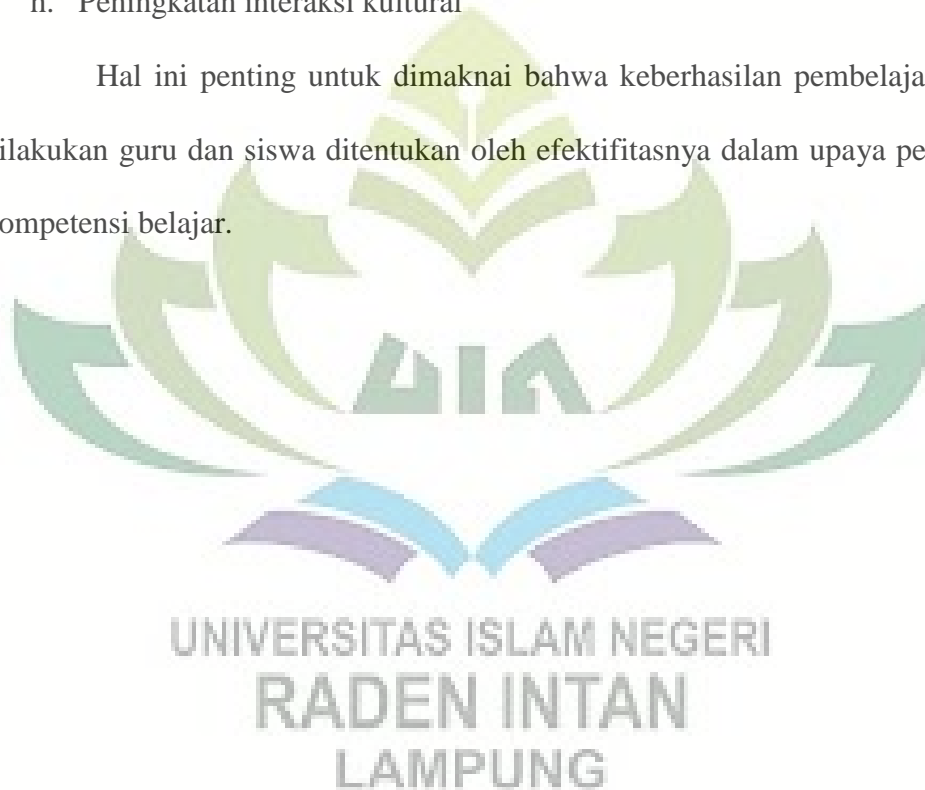 h. Peningkatan interaksi kultural
Hal ini penting untuk dimaknai bahwa keberhasilan pembelaja
ilakukan guru dan siswa ditentukan oleh efektifitasnya dalam upaya pe
ompetensi belajar.
UIN
UNIVERSITAS ISLAM NEGERI
RADEN INTAN
LAMPUNG